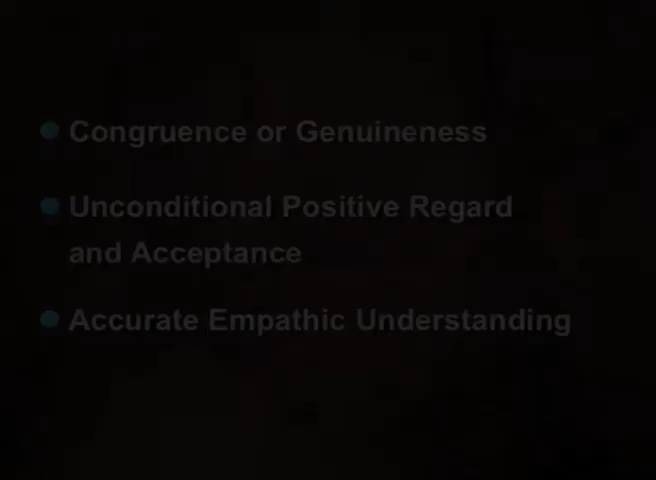 Congruence or Genuineness
Unconditional Positive Regard
and Acceptance
Accurate Empathic Understanding